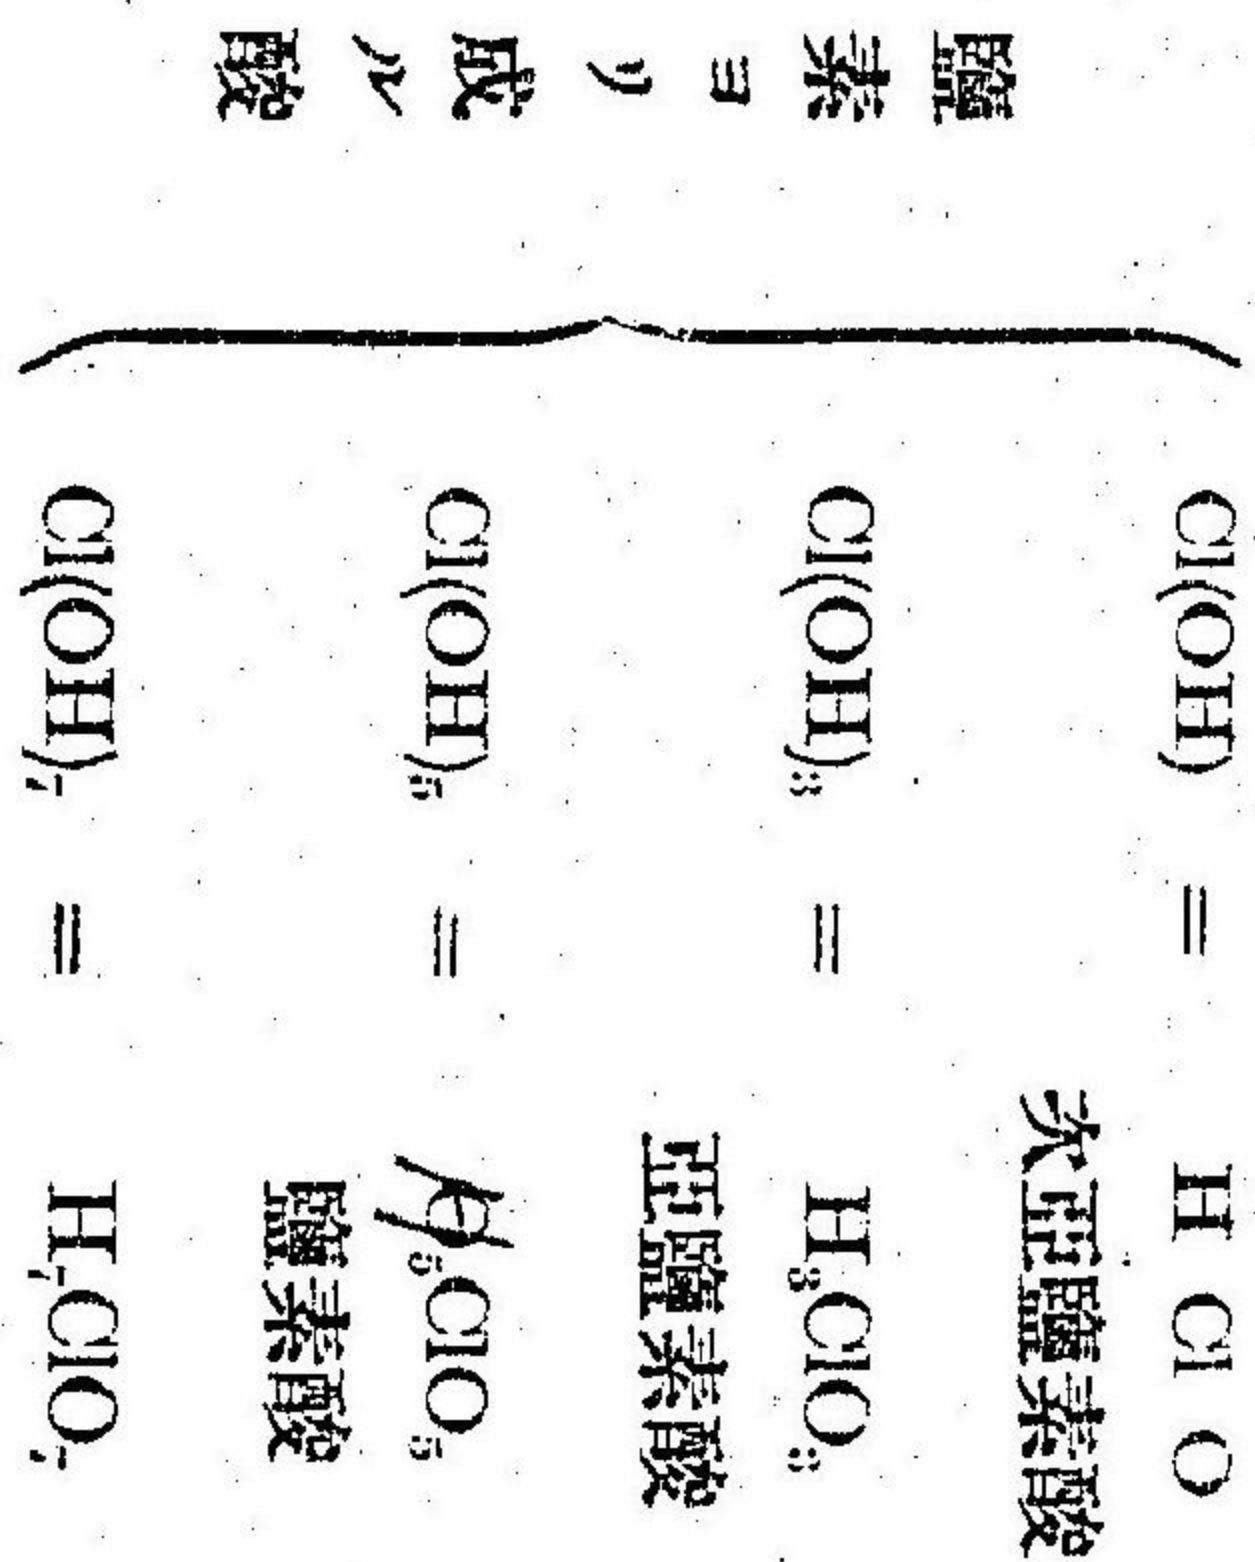 鹽素ヨリ成ル酸
Cl(OH) = H Cl O
次亞鹽素酸
Cl(OH)₃ = H₃ClO₃
亞鹽素酸
Cl(OH)₅ = H₅ClO₅
鹽素酸
Cl(OH)₇ = H₇ClO₇